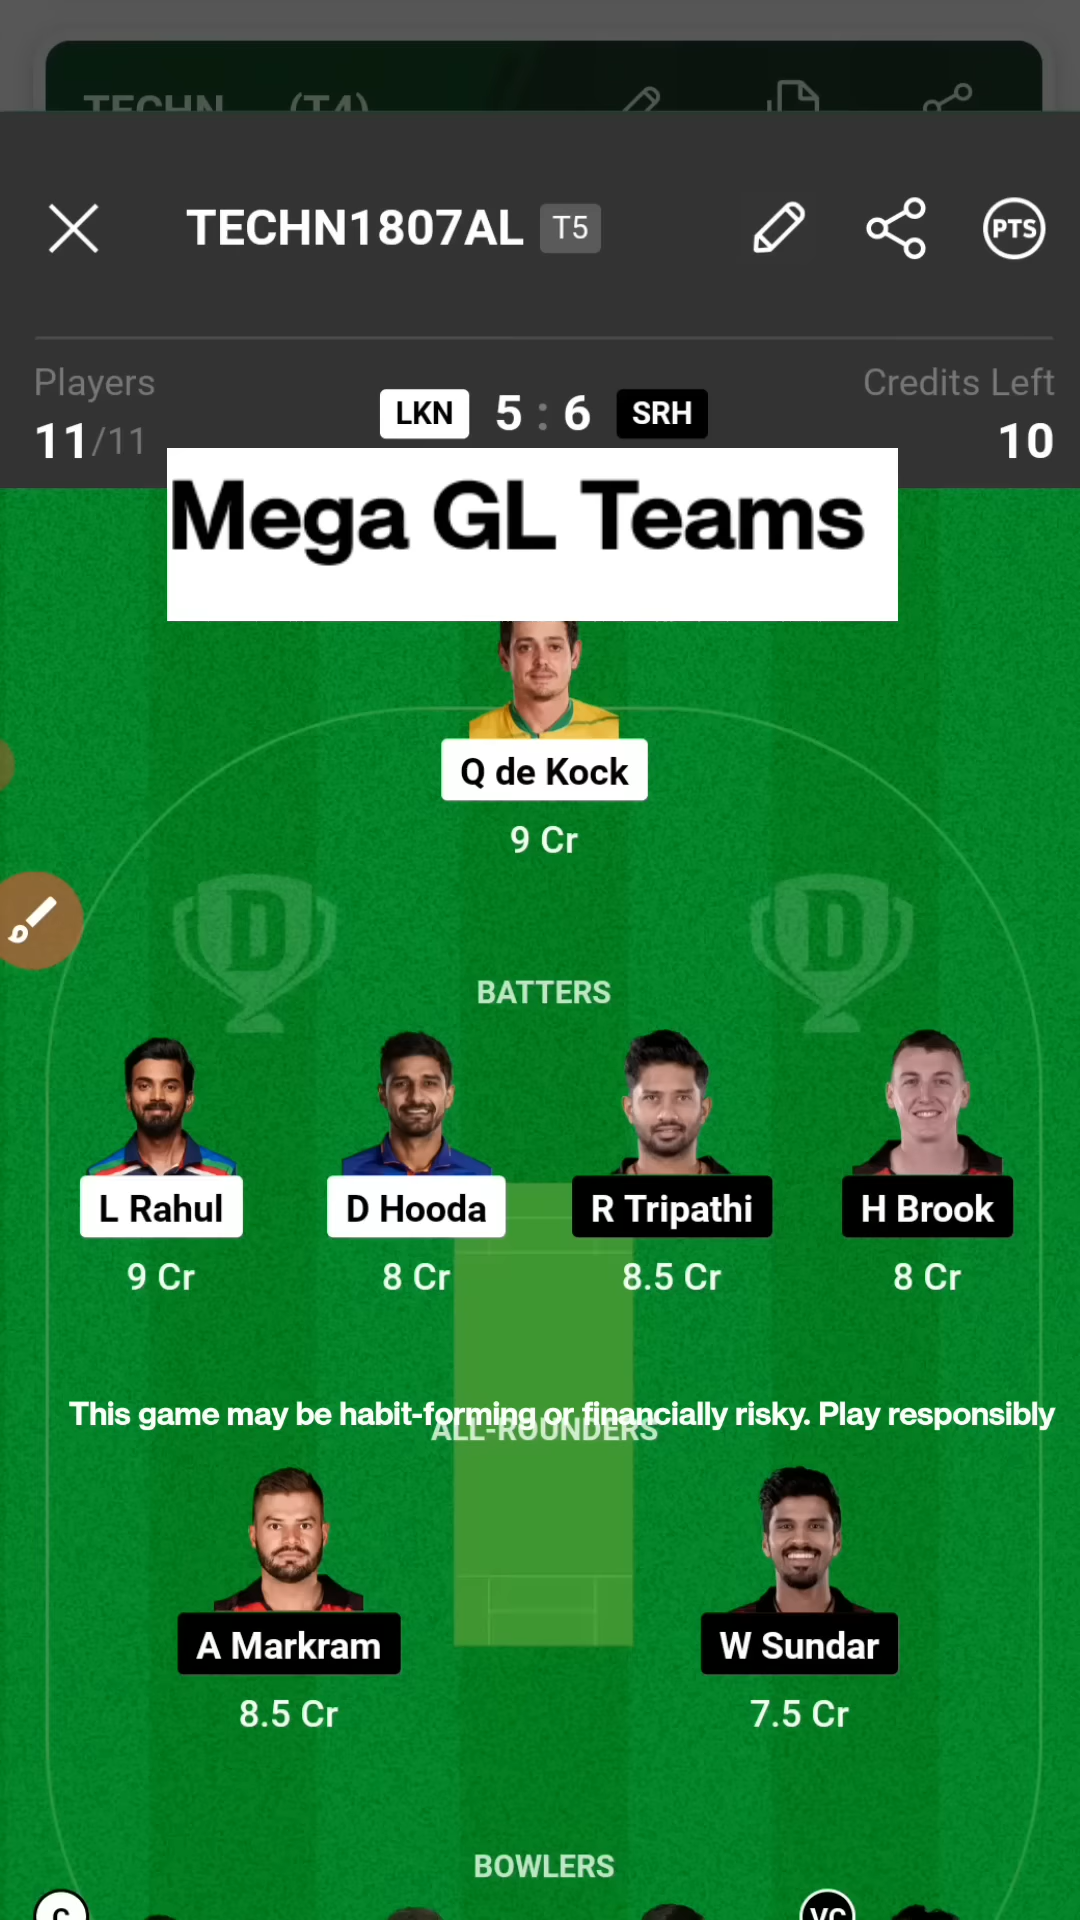 TECHN (T4)
TECHN1807AL T5 PTS
Players Credits Left
LKN 5 : 6 SRH
11/11 10
Mega GL Teams
Q de Kock
9 Cr
D D
BATTERS
L Rahul D Hooda R Tripathi H Brook
9 Cr 8 Cr 8.5 Cr 8 Cr
This game may be habit-forming or financially risky. Play responsibly
ALL-ROUNDERS
A Markram W Sundar
8.5 Cr 7.5 Cr
BOWLERS
C VC